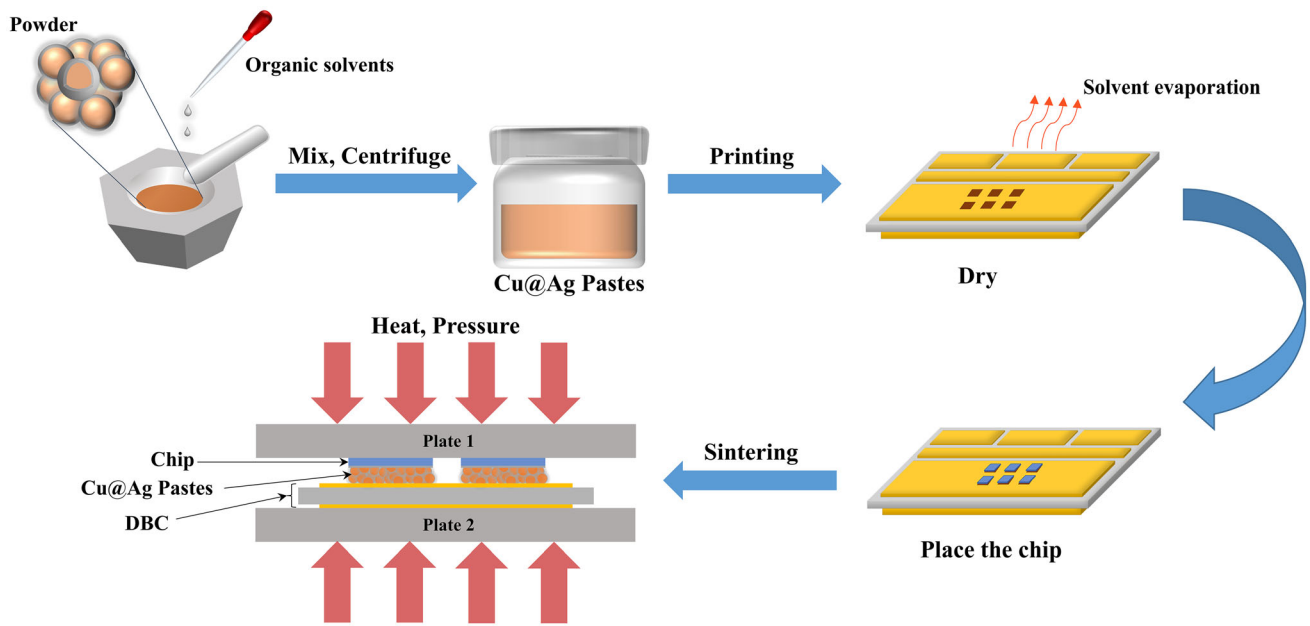 Powder
Organic solvents
Mix, Centrifuge
Cu@Ag Pastes
Printing
Solvent evaporation
Dry
Place the chip
Sintering
Heat, Pressure
Plate 1
Chip
Cu@Ag Pastes
DBC
Plate 2